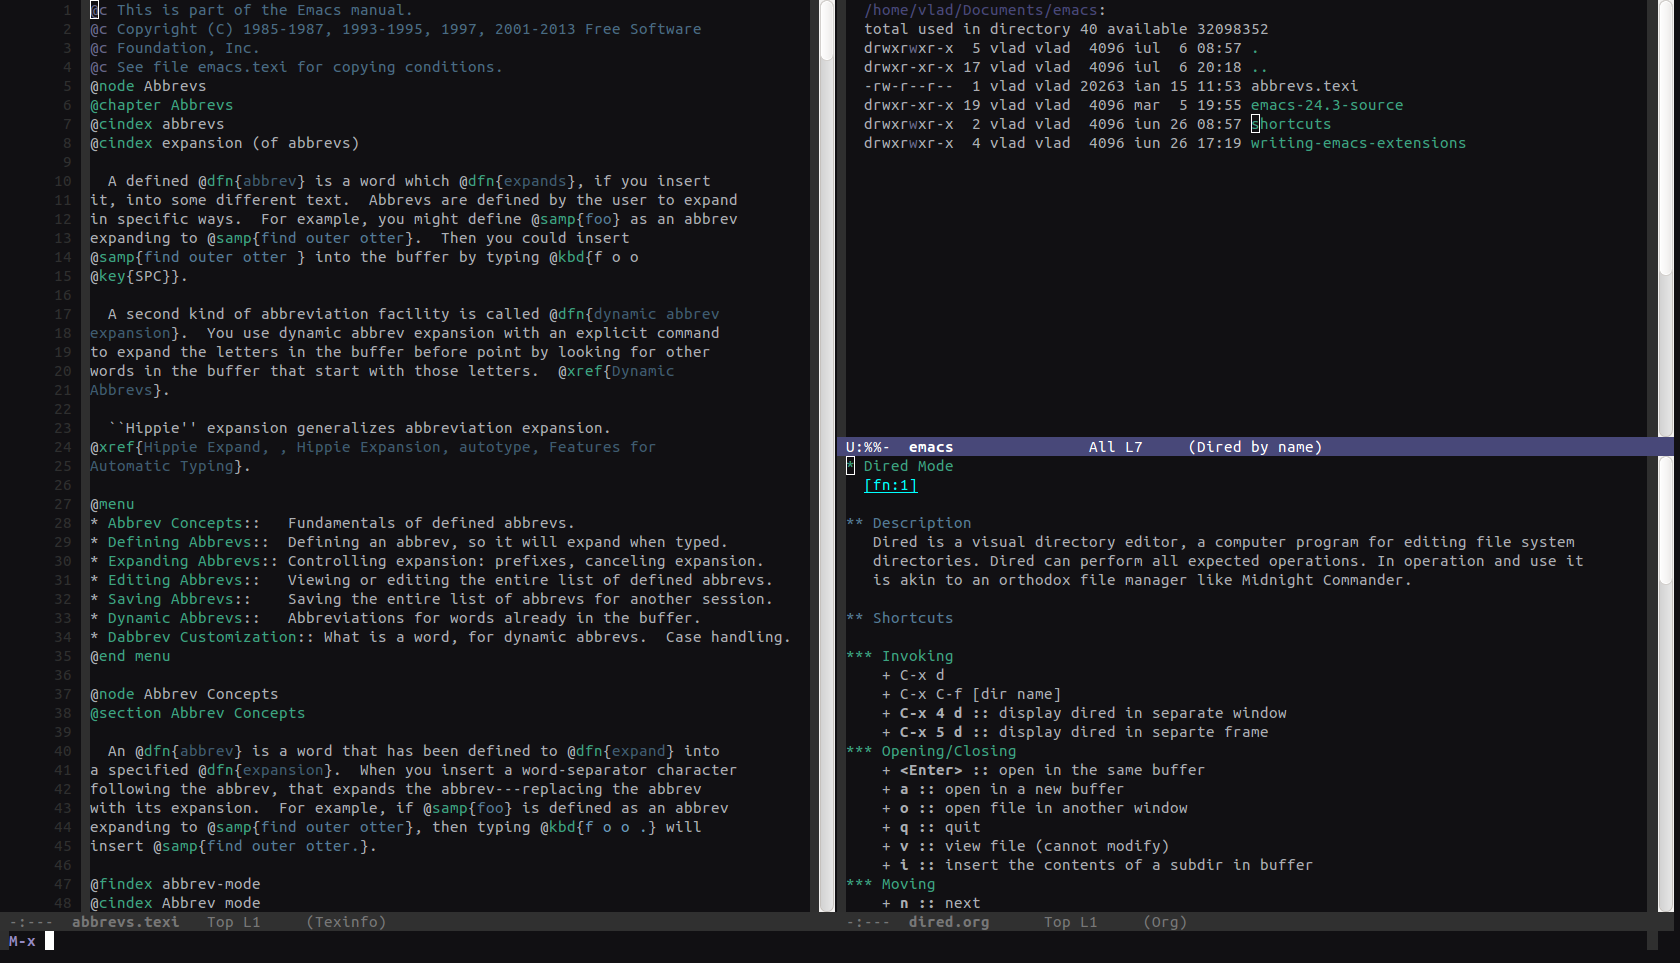 1 @c This is part of the Emacs manual.
2 @c Copyright (C) 1985-1987, 1993-1995, 1997, 2001-2013 Free Software
3 @c Foundation, Inc.
4 @c See file emacs.texi for copying conditions.
5 @node Abbrevs
6 @chapter Abbrevs
7 @cindex abbrevs
8 @cindex expansion (of abbrevs)
9
10   A defined @dfn{abbrev} is a word which @dfn{expands}, if you insert
11 it, into some different text.  Abbrevs are defined by the user to expand
12 in specific ways.  For example, you might define @samp{foo} as an abbrev
13 expanding to @samp{find outer otter}.  Then you could insert
14 @samp{find outer otter } into the buffer by typing @kbd{f o o
15 @key{SPC}}.
16
17   A second kind of abbreviation facility is called @dfn{dynamic abbrev
18 expansion}.  You use dynamic abbrev expansion with an explicit command
19 to expand the letters in the buffer before point by looking for other
20 words in the buffer that start with those letters.  @xref{Dynamic
21 Abbrevs}.
22
23   ``Hippie'' expansion generalizes abbreviation expansion.
24 @xref{Hippie Expand, , Hippie Expansion, autotype, Features for
25 Automatic Typing}.
26
27 @menu
28 * Abbrev Concepts::   Fundamentals of defined abbrevs.
29 * Defining Abbrevs::  Defining an abbrev, so it will expand when typed.
30 * Expanding Abbrevs:: Controlling expansion: prefixes, canceling expansion.
31 * Editing Abbrevs::   Viewing or editing the entire list of defined abbrevs.
32 * Saving Abbrevs::    Saving the entire list of abbrevs for another session.
33 * Dynamic Abbrevs::   Abbreviations for words already in the buffer.
34 * Dabbrev Customization:: What is a word, for dynamic abbrevs.  Case handling.
35 @end menu
36
37 @node Abbrev Concepts
38 @section Abbrev Concepts
39
40   An @dfn{abbrev} is a word that has been defined to @dfn{expand} into
41 a specified @dfn{expansion}.  When you insert a word-separator character
42 following the abbrev, that expands the abbrev---replacing the abbrev
43 with its expansion.  For example, if @samp{foo} is defined as an abbrev
44 expanding to @samp{find outer otter}, then typing @kbd{f o o .} will
45 insert @samp{find outer otter.}.
46
47 @findex abbrev-mode
48 @cindex Abbrev mode
-:---  abbrevs.texi   Top L1     (Texinfo)
/home/vlad/Documents/emacs:
total used in directory 40 available 32098352
drwxrwxr-x  5 vlad vlad  4096 iul  6 08:57 .
drwxr-xr-x 17 vlad vlad  4096 iul  6 20:18 ..
-rw-r--r--  1 vlad vlad 20263 ian 15 11:53 abbrevs.texi
drwxr-xr-x 19 vlad vlad  4096 mar  5 19:55 emacs-24.3-source
drwxrwxr-x  2 vlad vlad  4096 iun 26 08:57 shortcuts
drwxrwxr-x  4 vlad vlad  4096 iun 26 17:19 writing-emacs-extensions
U:%%-  emacs               All L7     (Dired by name)
* Dired Mode
[fn:1]
** Description
Dired is a visual directory editor, a computer program for editing file system
directories. Dired can perform all expected operations. In operation and use it
is akin to an orthodox file manager like Midnight Commander.
** Shortcuts
*** Invoking
+ C-x d
+ C-x C-f [dir name]
+ C-x 4 d :: display dired in separate window
+ C-x 5 d :: display dired in separte frame
*** Opening/Closing
+ <Enter> :: open in the same buffer
+ a :: open in a new buffer
+ o :: open file in another window
+ q :: quit
+ v :: view file (cannot modify)
+ i :: insert the contents of a subdir in buffer
*** Moving
+ n :: next
-:---  dired.org      Top L1     (Org)
M-x